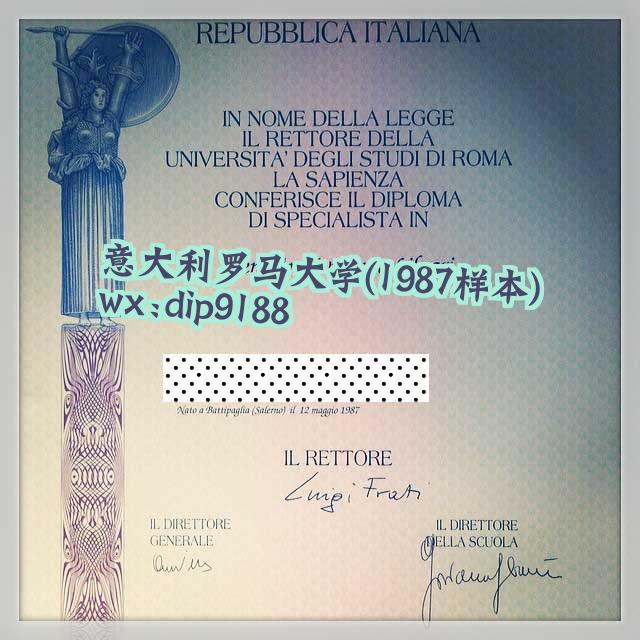 REPUBBLICA ITALIANA
IN NOME DELLA LEGGE
IL RETTORE DELLA
UNIVERSITA' DEGLI STUDI DI ROMA
LA SAPIENZA
CONFERISCE IL DIPLOMA
DI SPECIALISTA IN
意大利罗马大学(1987样本)
wx:dip9188
Nato a Battipaglia (Salerno) il 12 maggio 1987
IL RETTORE
Luigi Frati
IL DIRETTORE
GENERALE
IL DIRETTORE
DELLA SCUOLA